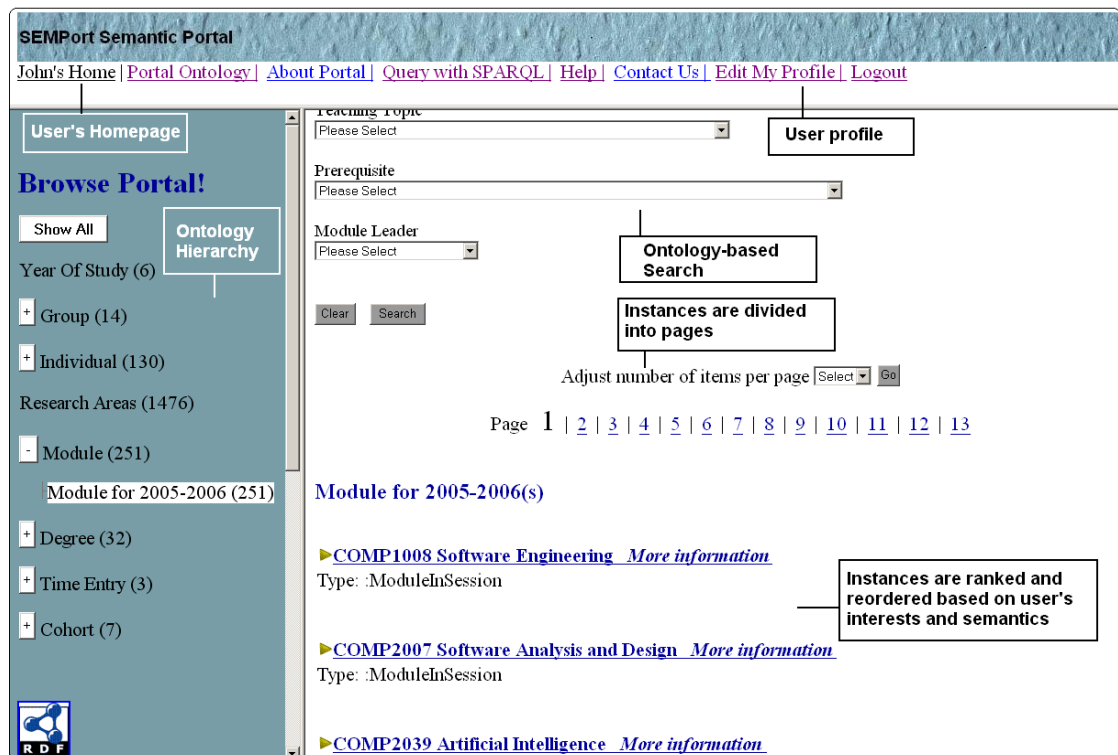 SEMPort Semantic Portal
John's Home | Portal Ontology | About Portal | Query with SPARQL | Help | Contact Us | Edit My Profile | Logout
User's Homepage
User profile
Browse Portal!
Show All
Ontology
Hierarchy
Year Of Study (6)
+ Group (14)
+ Individual (130)
Research Areas (1476)
- Module (251)
Module for 2005-2006 (251)
+ Degree (32)
+ Time Entry (3)
+ Cohort (7)
RDF
Teaching Topic
Please Select
Prerequisite
Please Select
Module Leader
Please Select
Ontology-based
Search
Clear Search
Instances are divided
into pages
Adjust number of items per page Select Go
Page 1 | 2 | 3 | 4 | 5 | 6 | 7 | 8 | 9 | 10 | 11 | 12 | 13
Module for 2005-2006(s)
COMP1008 Software Engineering More information
Type: :ModuleInSession
Instances are ranked and
reordered based on user's
interests and semantics
COMP2007 Software Analysis and Design More information
Type: :ModuleInSession
COMP2039 Artificial Intelligence More information